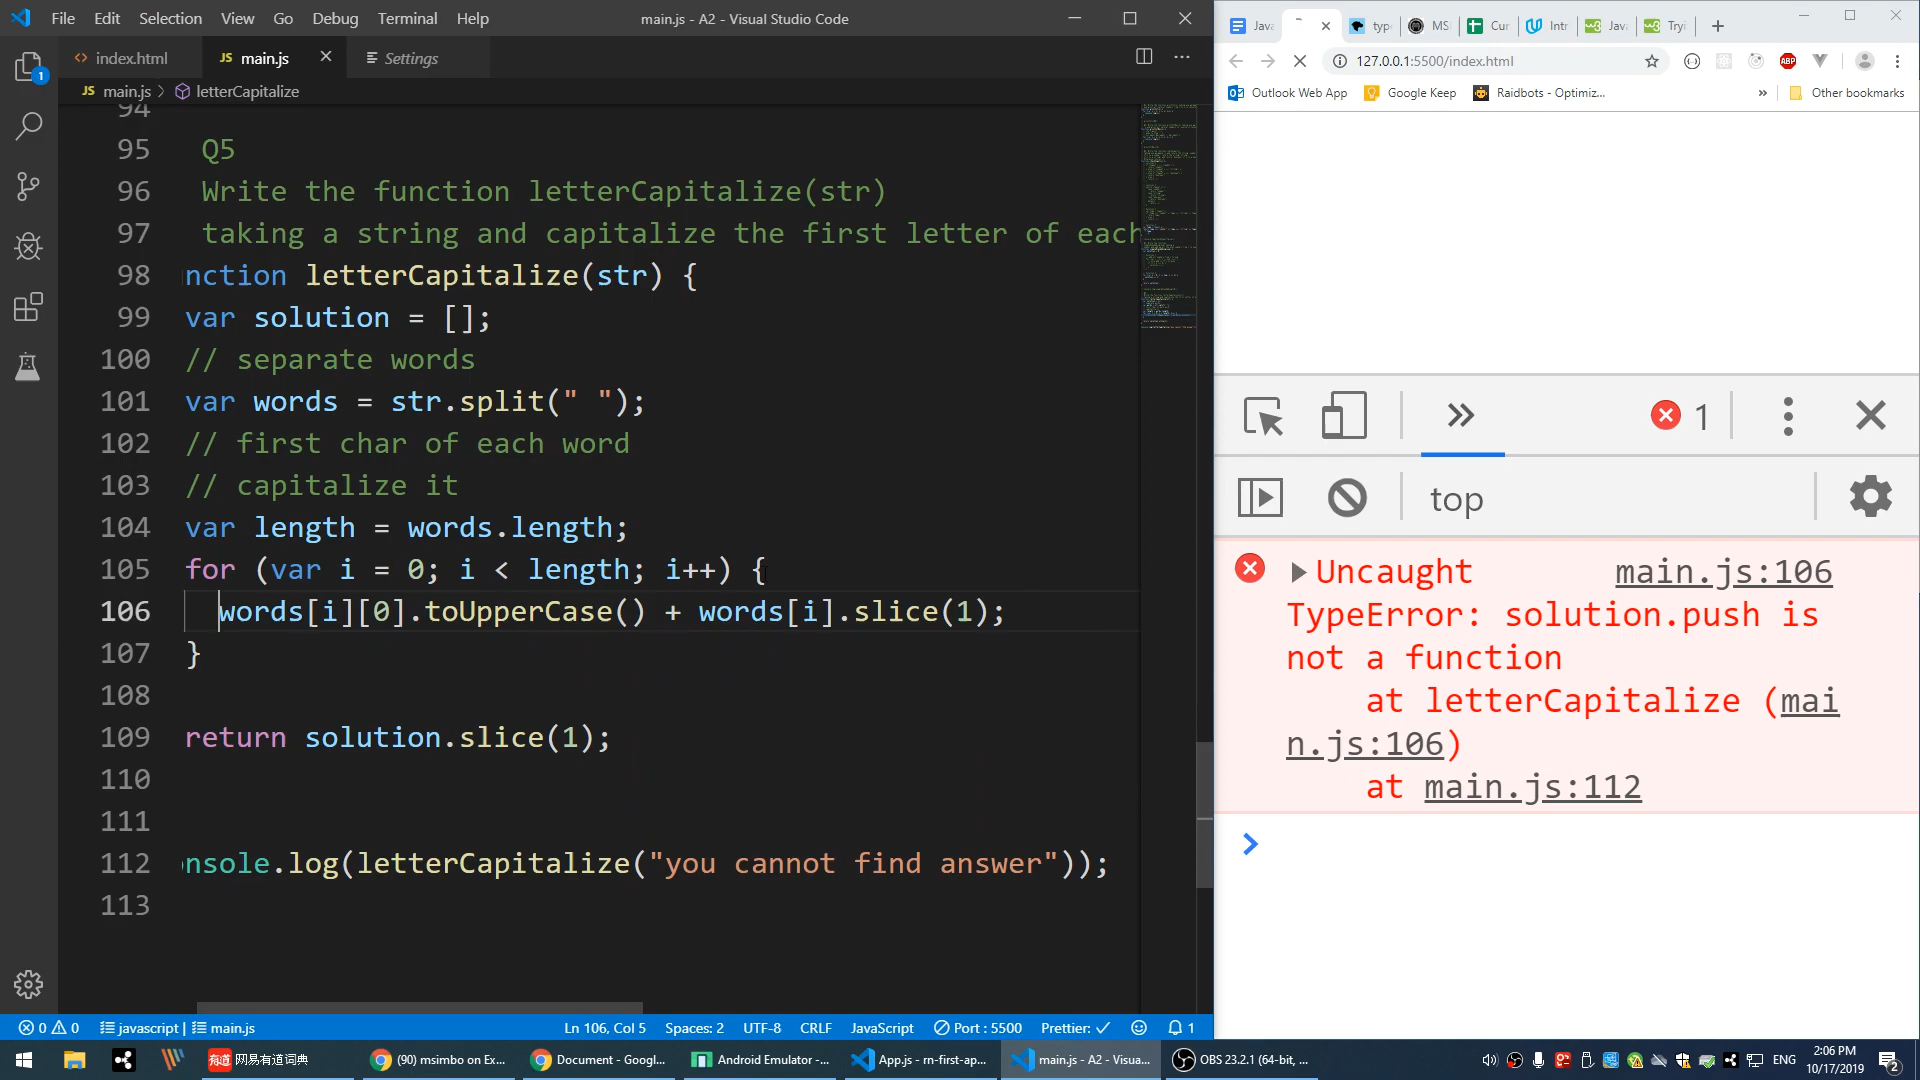 File Edit Selection View Go Debug Terminal Help
main.js - A2 - Visual Studio Code
index.html
JS main.js
Settings
JS main.js > letterCapitalize
94
95 Q5
96 Write the function letterCapitalize(str)
97 taking a string and capitalize the first letter of each
98 nction letterCapitalize(str) {
99 var solution = [];
100 // separate words
101 var words = str.split(" ");
102 // first char of each word
103 // capitalize it
104 var length = words.length;
105 for (var i = 0; i < length; i++) {
106 words[i][0].toUpperCase() + words[i].slice(1);
107 }
108
109 return solution.slice(1);
110
111
112 onsole.log(letterCapitalize("you cannot find answer"));
113
1
0 0 javascript | main.js
Ln 106, Col 5 Spaces: 2 UTF-8 CRLF JavaScript Port : 5500 Prettier: ✓ 1
Java
type
MS
Cur
Intr
Java
Tryi
127.0.0.1:5500/index.html
ABP
Outlook Web App Google Keep Raidbots - Optimiz... » Other bookmarks
1
top
Uncaught main.js:106
TypeError: solution.push is
not a function
at letterCapitalize (mai
n.js:106)
at main.js:112
>
有道 网易有道词典
(90) msimbo on Ex...
Document - Googl...
Android Emulator -...
App.js - rn-first-ap...
main.js - A2 - Visua...
OBS 23.2.1 (64-bit, ...
ENG
2:06 PM
10/17/2019
2